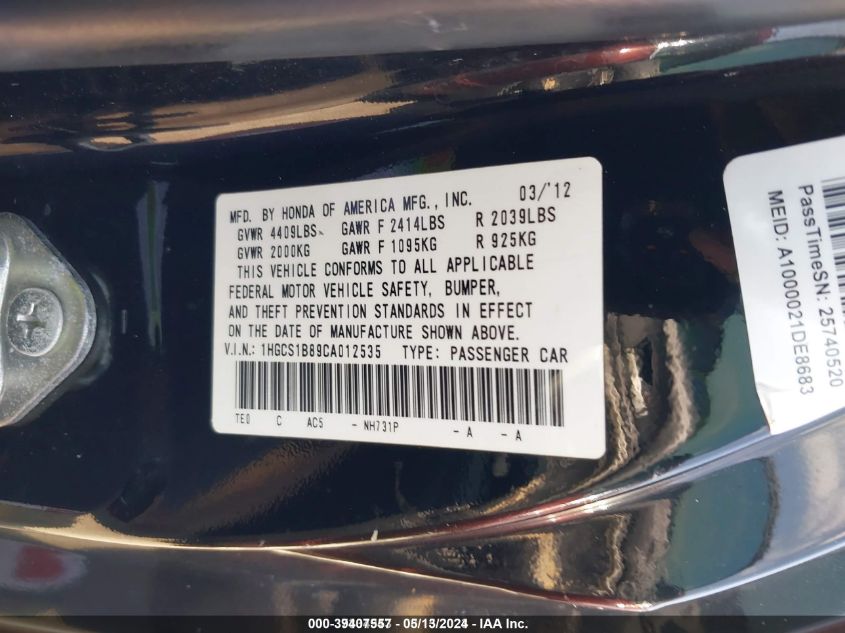 MFD. BY HONDA OF AMERICA MFG., INC. 03/'12
GVWR 4409LBS GAWR F 2414LBS R 2039LBS
GVWR 2000KG GAWR F 1095KG R 925KG
THIS VEHICLE CONFORMS TO ALL APPLICABLE
FEDERAL MOTOR VEHICLE SAFETY, BUMPER,
AND THEFT PREVENTION STANDARDS IN EFFECT
ON THE DATE OF MANUFACTURE SHOWN ABOVE.
V.I.N.: 1HGCS1B89CA012535 TYPE: PASSENGER CAR
TE0 C AC5 - NH731P - A - A
PassTimeSN: 25740520
MEID: A1000021DE8683
000-39407557 - 05/13/2024 - IAA Inc.